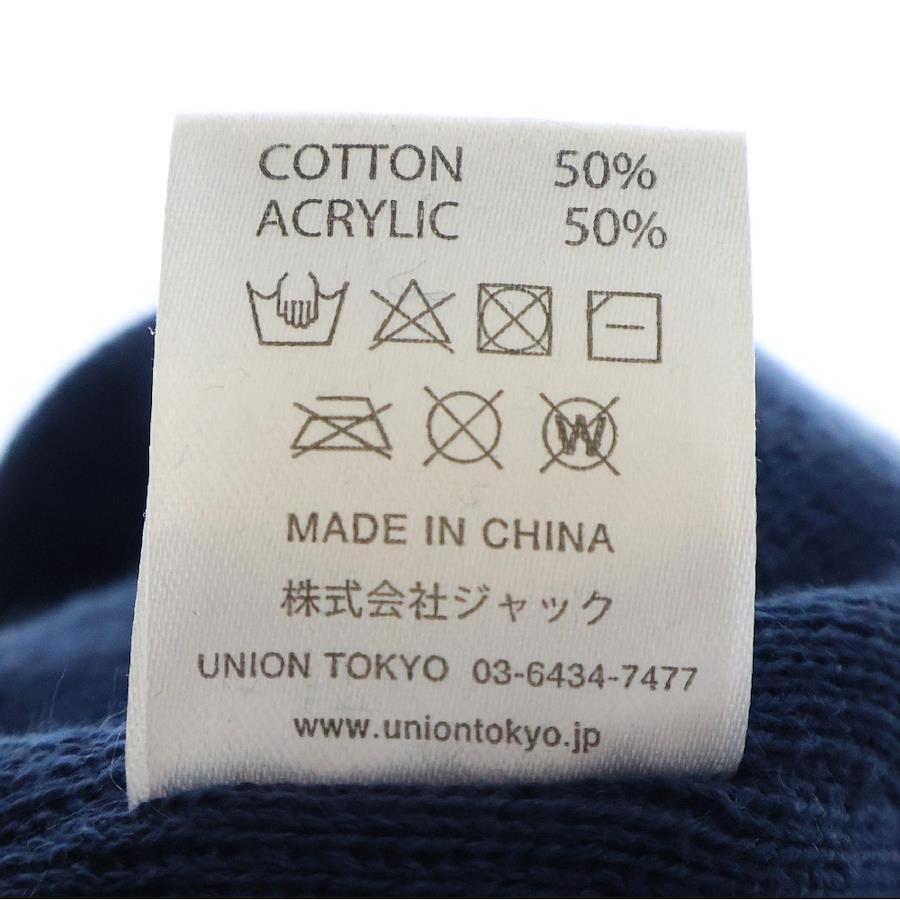 COTTON 50%
ACRYLIC 50%
W
MADE IN CHINA
株式会社ジャック
UNION TOKYO 03-6434-7477
www.uniontokyo.jp